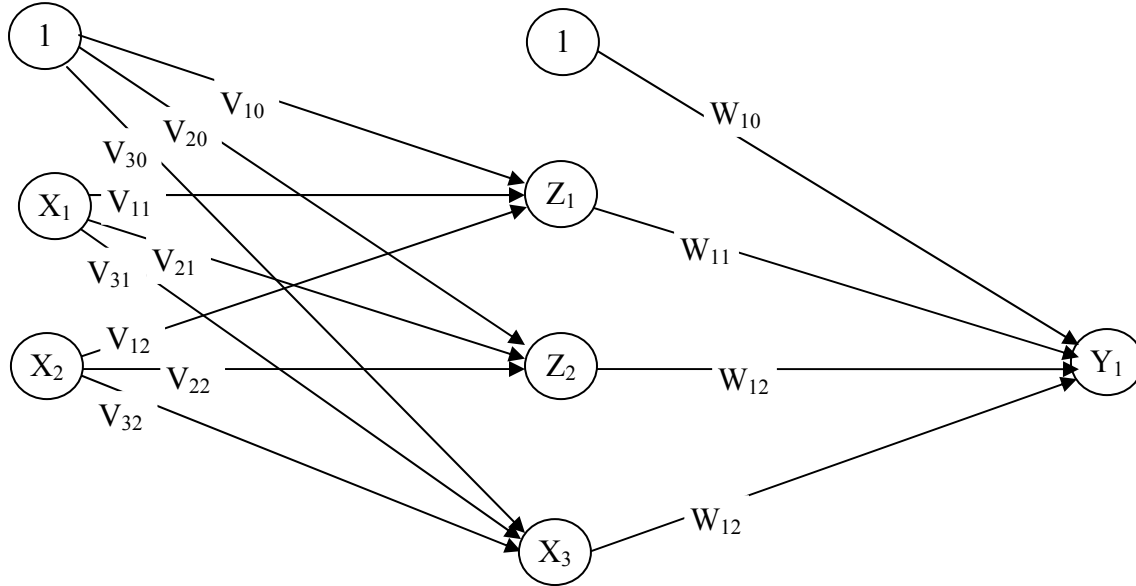 1
1
V₁₀
W₁₀
V₂₀
V₃₀
X₁
V₁₁
Z₁
W₁₁
V₂₁
V₃₁
V₁₂
X₂
V₂₂
Z₂
W₁₂
Y₁
V₃₂
W₁₂
X₃